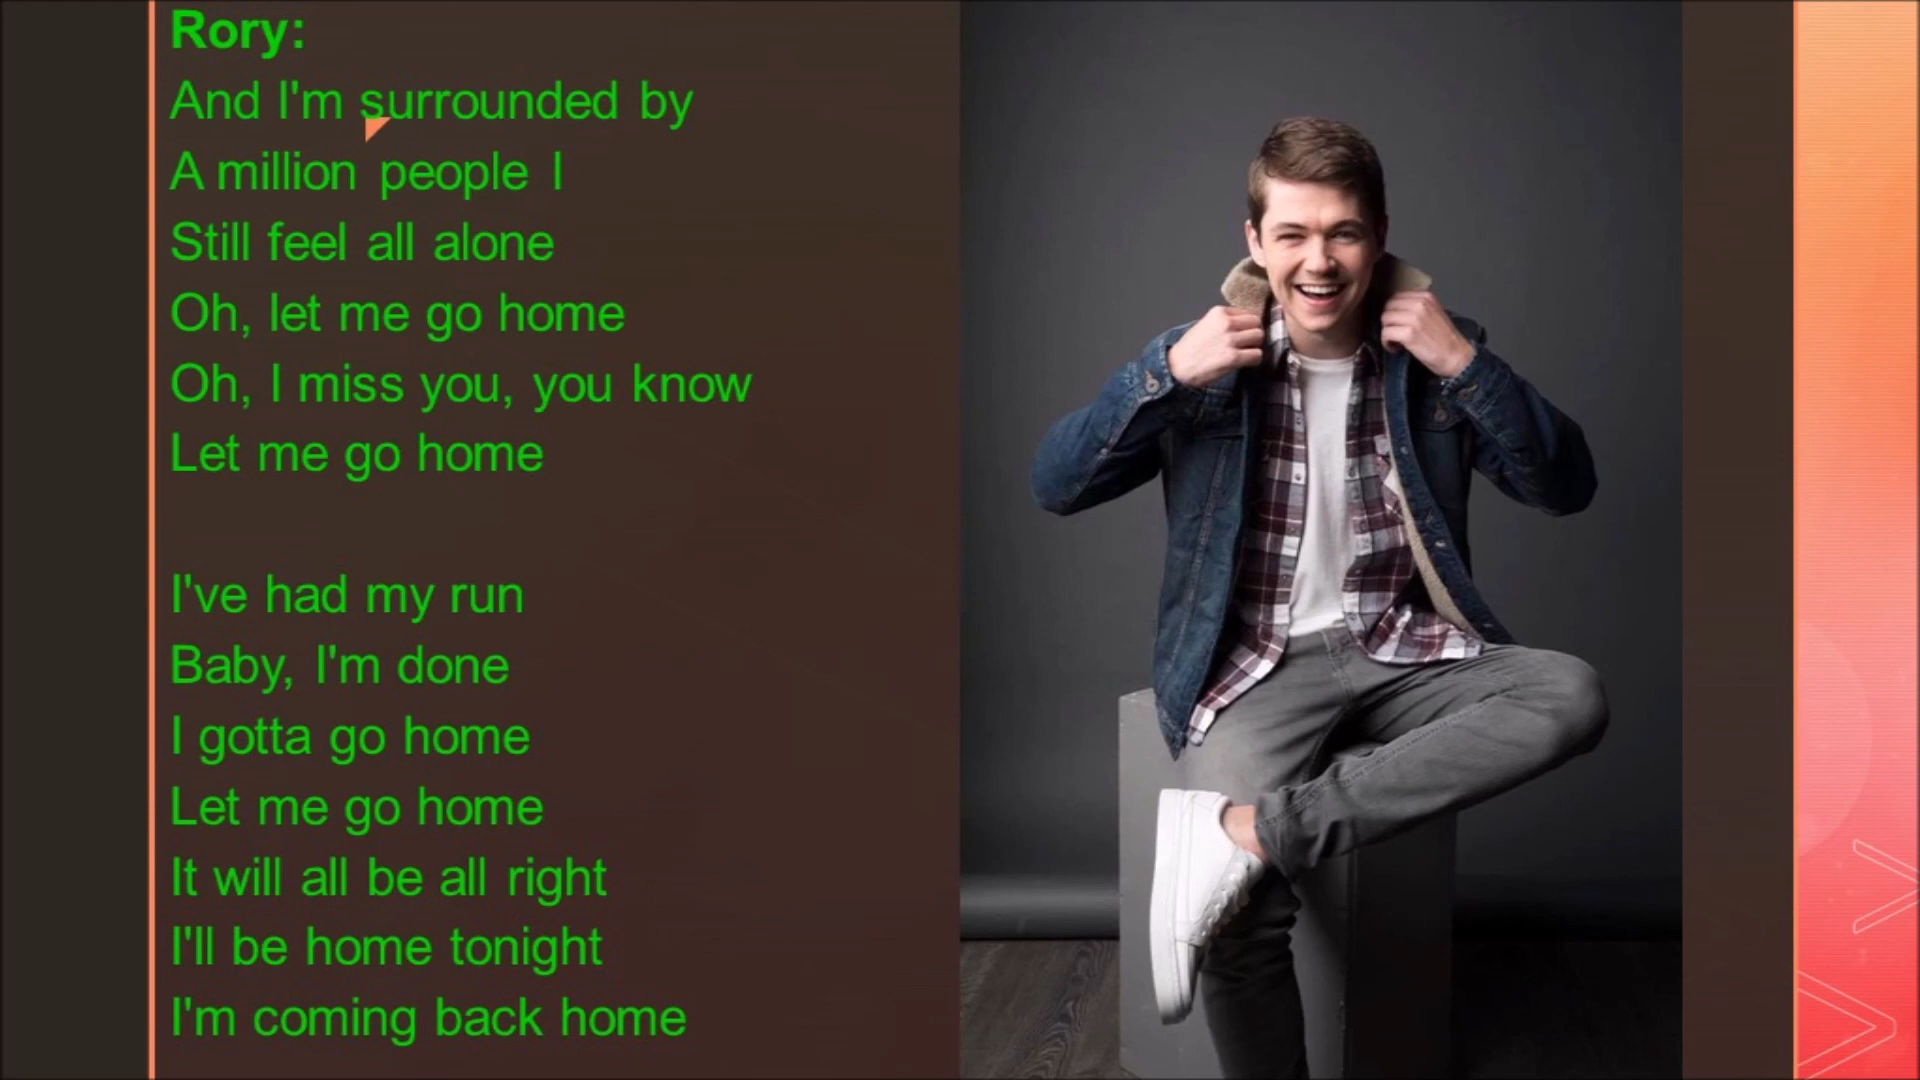 Rory:
And I'm surrounded by
A million people I
Still feel all alone
Oh, let me go home
Oh, I miss you, you know
Let me go home
I've had my run
Baby, I'm done
I gotta go home
Let me go home
It will all be all right
I'll be home tonight
I'm coming back home